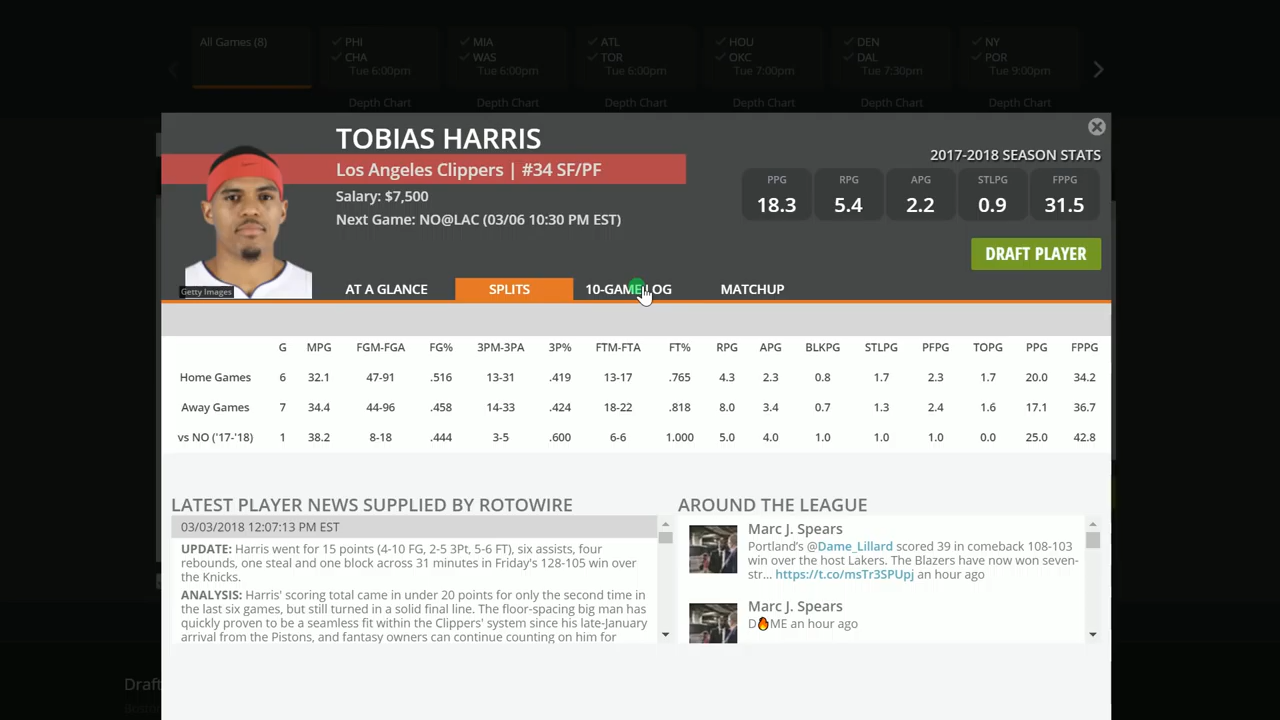 All Games (8)
PHI
CHA
Tue 6:00pm
Depth Chart
MIA
WAS
Tue 6:00pm
Depth Chart
ATL
TOR
Tue 6:00pm
Depth Chart
HOU
OKC
Tue 7:00pm
Depth Chart
DEN
DAL
Tue 7:30pm
Depth Chart
NY
POR
Tue 9:00pm
Depth Chart
TOBIAS HARRIS
Los Angeles Clippers | #34 SF/PF
Salary: $7,500
Next Game: NO@LAC (03/06 10:30 PM EST)
Getty Images
2017-2018 SEASON STATS
PPG RPG APG STLPG FPPG
18.3 5.4 2.2 0.9 31.5
DRAFT PLAYER
AT A GLANCE SPLITS 10-GAME LOG MATCHUP
G MPG FGM-FGA FG% 3PM-3PA 3P% FTM-FTA FT% RPG APG BLKPG STLPG PFPG TOPG PPG FPPG
Home Games 6 32.1 47-91 .516 13-31 .419 13-17 .765 4.3 2.3 0.8 1.7 2.3 1.7 20.0 34.2
Away Games 7 34.4 44-96 .458 14-33 .424 18-22 .818 8.0 3.4 0.7 1.3 2.4 1.6 17.1 36.7
vs NO ('17-'18) 1 38.2 8-18 .444 3-5 .600 6-6 1.000 5.0 4.0 1.0 1.0 1.0 0.0 25.0 42.8
LATEST PLAYER NEWS SUPPLIED BY ROTOWIRE
03/03/2018 12:07:13 PM EST
UPDATE: Harris went for 15 points (4-10 FG, 2-5 3Pt, 5-6 FT), six assists, four
rebounds, one steal and one block across 31 minutes in Friday's 128-105 win over
the Knicks.
ANALYSIS: Harris' scoring total came in under 20 points for only the second time in
the last six games, but still turned in a solid final line. The floor-spacing big man has
quickly proven to be a seamless fit within the Clippers' system since his late-January
arrival from the Pistons, and fantasy owners can continue counting on him for
AROUND THE LEAGUE
Marc J. Spears
Portland's @Dame_Lillard scored 39 in comeback 108-103
win over the host Lakers. The Blazers have now won seven-
str... https://t.co/msTr3SPUpj an hour ago
Marc J. Spears
D🔥ME an hour ago
Draft